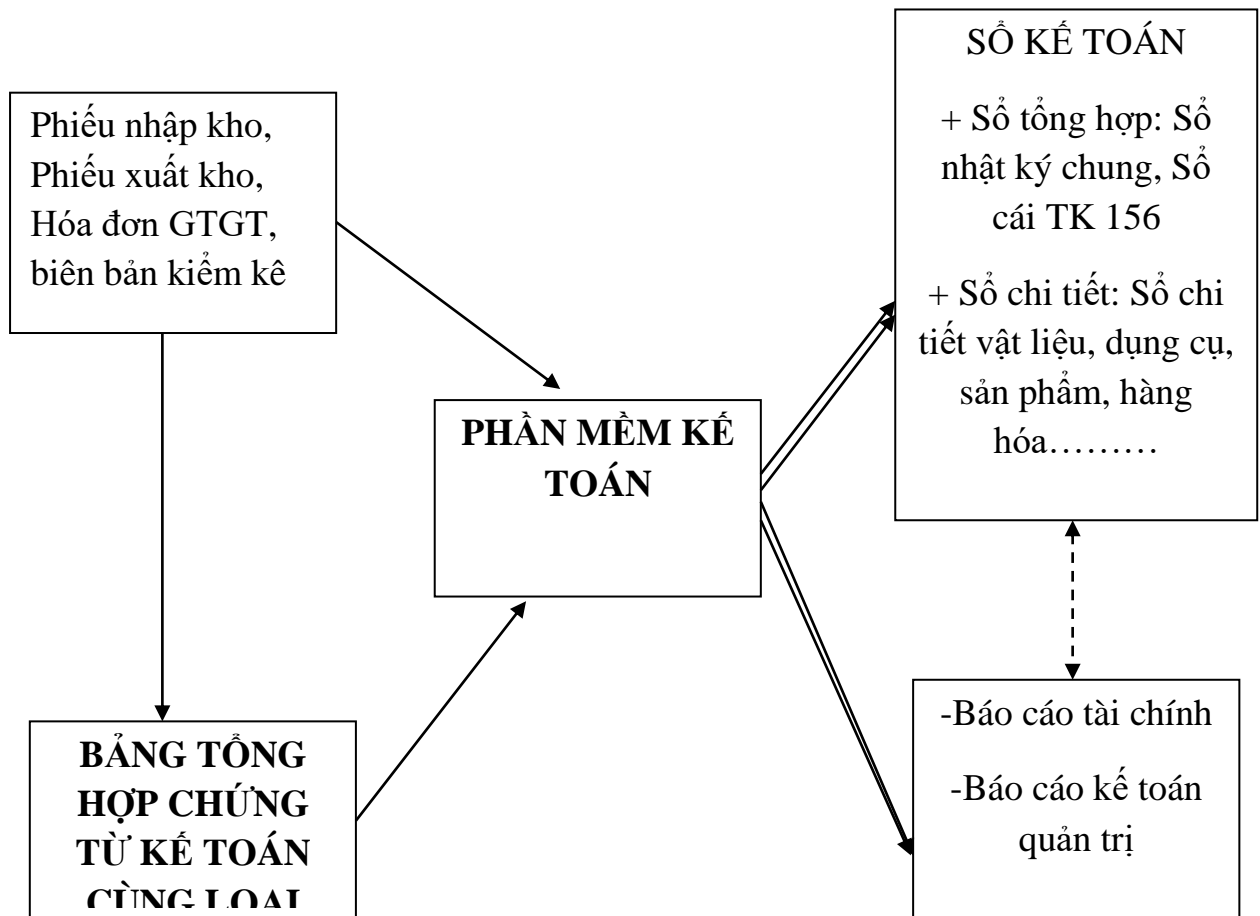 Phiếu nhập kho,
Phiếu xuất kho,
Hóa đơn GTGT,
biên bản kiểm kê
BẢNG TỔNG
HỢP CHỨNG
TỪ KẾ TOÁN
CÙNG LOẠI
PHẦN MỀM KẾ
TOÁN
SỔ KẾ TOÁN
+ Sổ tổng hợp: Sổ
nhật ký chung, Sổ
cái TK 156
+ Sổ chi tiết: Sổ chi
tiết vật liệu, dụng cụ,
sản phẩm, hàng
hóa.........
-Báo cáo tài chính
-Báo cáo kế toán
quản trị